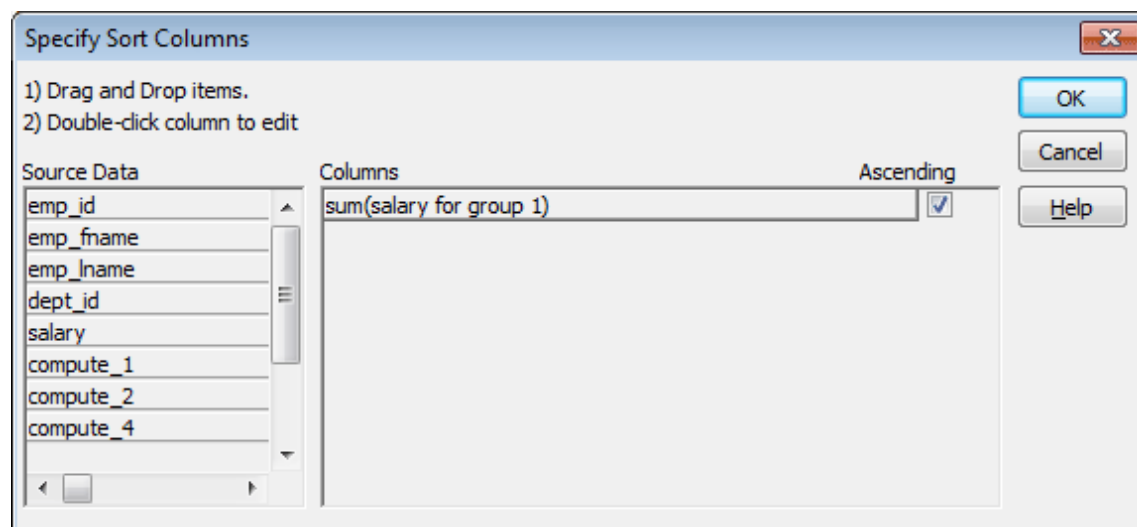 Specify Sort Columns
1) Drag and Drop items.
2) Double-click column to edit
OK
Cancel
Help
Source Data
emp_id
emp_fname
emp_lname
dept_id
salary
compute_1
compute_2
compute_4
Columns
Ascending
sum(salary for group 1)